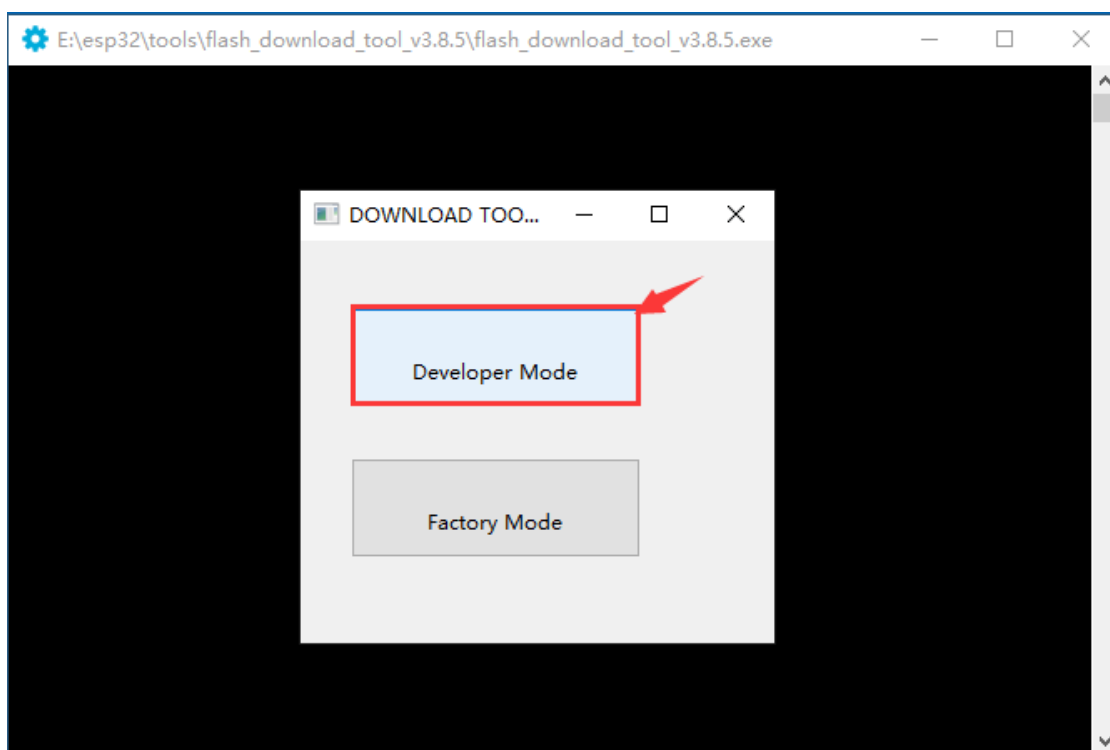 E:\esp32\tools\flash_download_tool_v3.8.5\flash_download_tool_v3.8.5.exe
DOWNLOAD TOO...
Developer Mode
Factory Mode